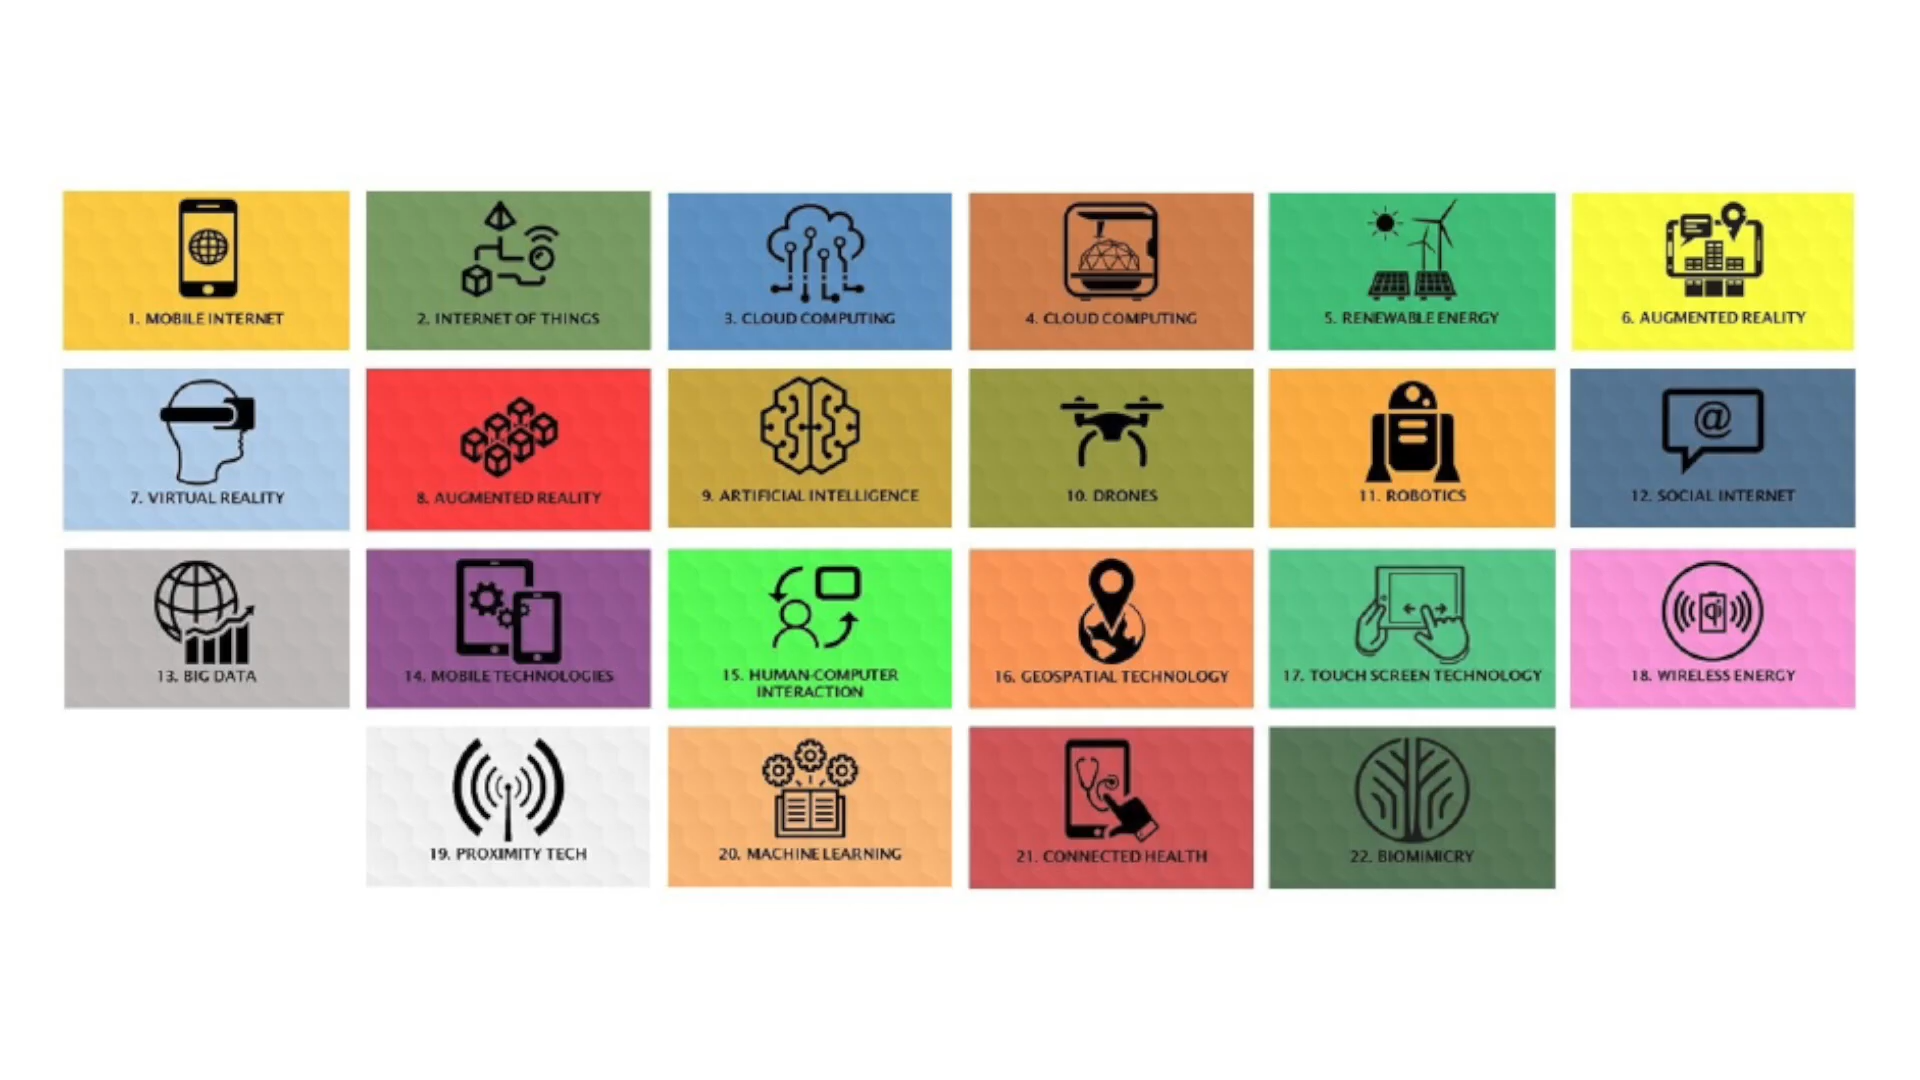 1. MOBILE INTERNET
2. INTERNET OF THINGS
3. CLOUD COMPUTING
4. CLOUD COMPUTING
5. RENEWABLE ENERGY
6. AUGMENTED REALITY
7. VIRTUAL REALITY
8. AUGMENTED REALITY
9. ARTIFICIAL INTELLIGENCE
10. DRONES
11. ROBOTICS
@
12. SOCIAL INTERNET
13. BIG DATA
14. MOBILE TECHNOLOGIES
15. HUMAN-COMPUTER
INTERACTION
16. GEOSPATIAL TECHNOLOGY
17. TOUCH SCREEN TECHNOLOGY
18. WIRELESS ENERGY
19. PROXIMITY TECH
20. MACHINE LEARNING
21. CONNECTED HEALTH
22. BIOMIMICRY